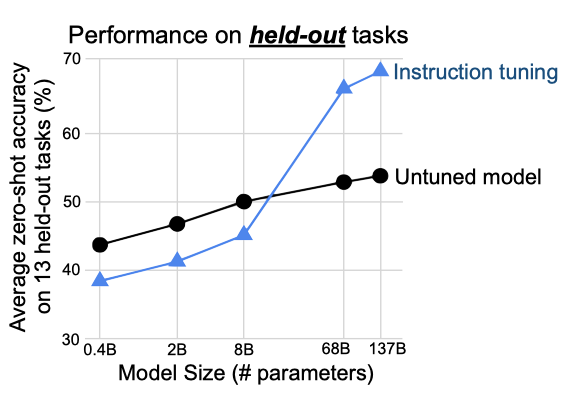 Performance on held-out tasks
Average zero-shot accuracy
on 13 held-out tasks (%)
70
60
50
40
30
Instruction tuning
Untuned model
0.4B 2B 8B 68B 137B
Model Size (# parameters)